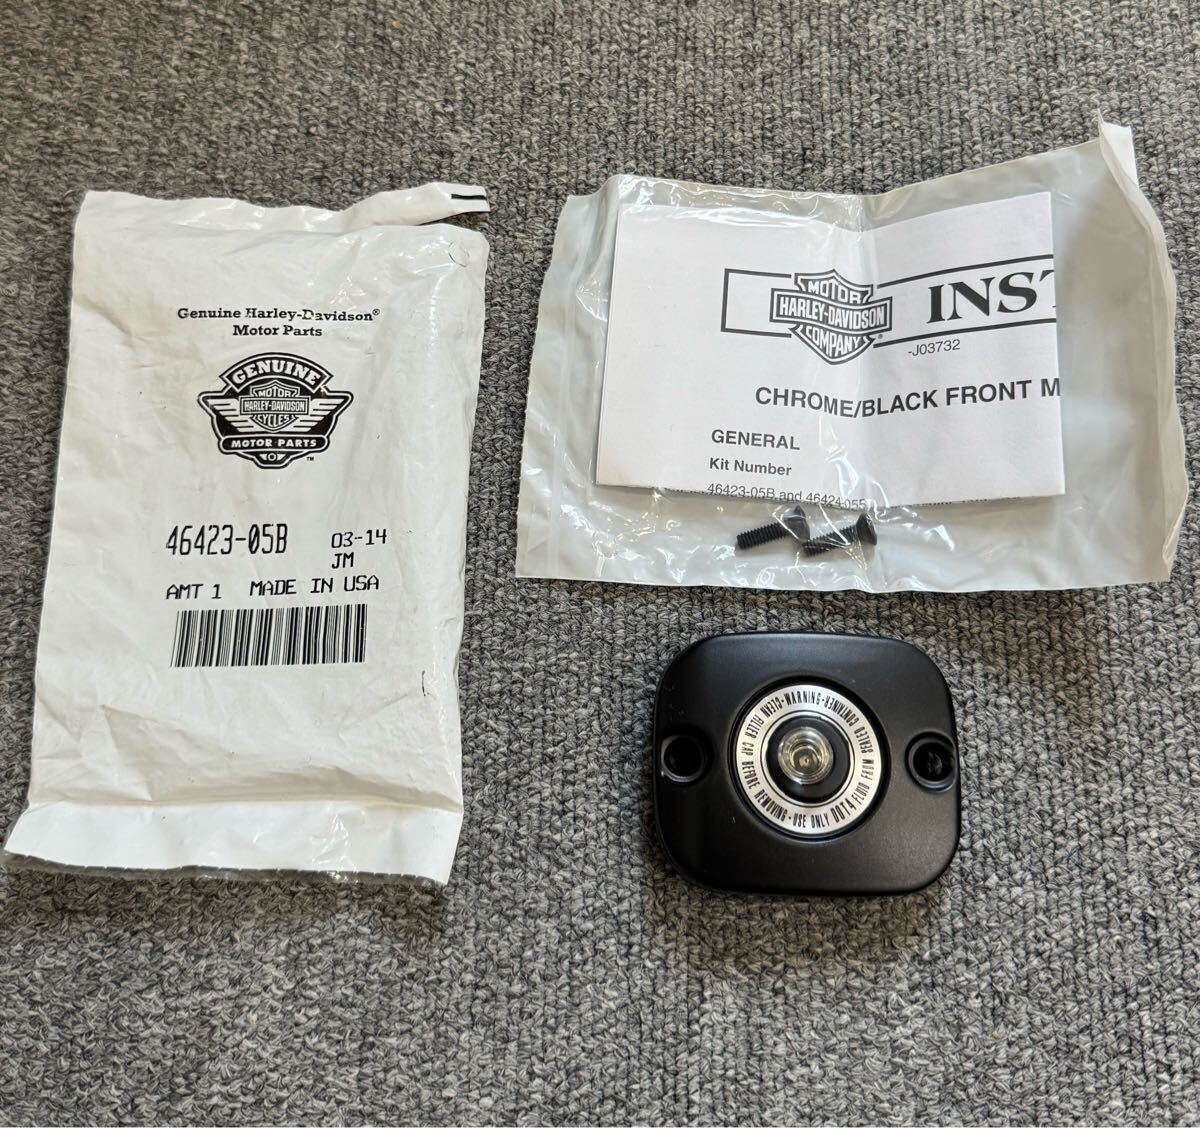 Genuine Harley-Davidson®
Motor Parts
GENUINE
MOTOR
HARLEY-DAVIDSON
CYCLES
MOTOR PARTS
™
46423-05B 03-14
JM
AMT 1 MADE IN USA
MOTOR
HARLEY-DAVIDSON
COMPANY
®
INST
-J03732
CHROME/BLACK FRONT M
GENERAL
Kit Number
46423-05B and 46424-05
-WARNING-CLEAN FILLER CAP BEFORE REMOVING-USE ONLY DOT 4 FLUID FROM SEALED CONTAINER